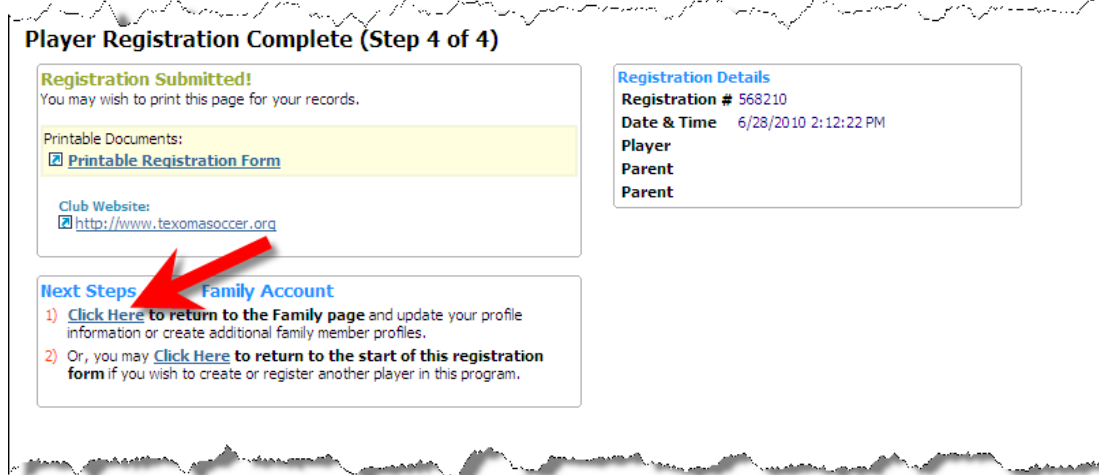 Player Registration Complete (Step 4 of 4)
Registration Submitted!
You may wish to print this page for your records.
Printable Documents:
Printable Registration Form
Club Website:
http://www.texomasoccer.org
Next Steps Family Account
1) Click Here to return to the Family page and update your profile
information or create additional family member profiles.
2) Or, you may Click Here to return to the start of this registration
form if you wish to create or register another player in this program.
Registration Details
Registration # 568210
Date & Time 6/28/2010 2:12:22 PM
Player
Parent
Parent